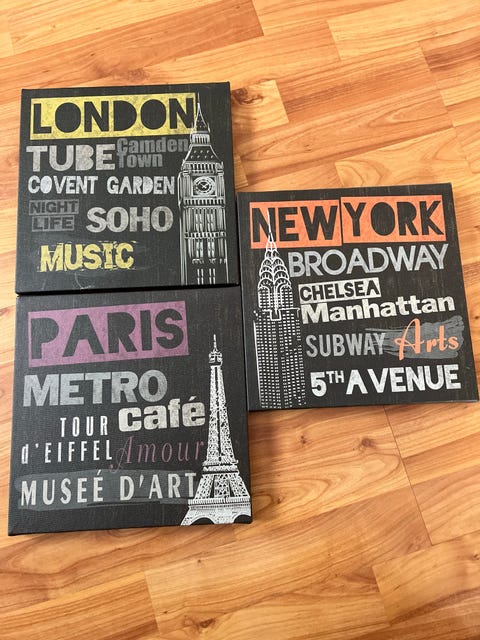 LONDON
TUBE Camden Town
COVENT GARDEN
NIGHT LIFE SOHO
MUSIC
PARIS
METRO
TOUR café
d'EIFFEL Amour
MUSEÉ D'ART
NEW YORK
BROADWAY
CHELSEA
Manhattan
SUBWAY Arts
5TH AVENUE